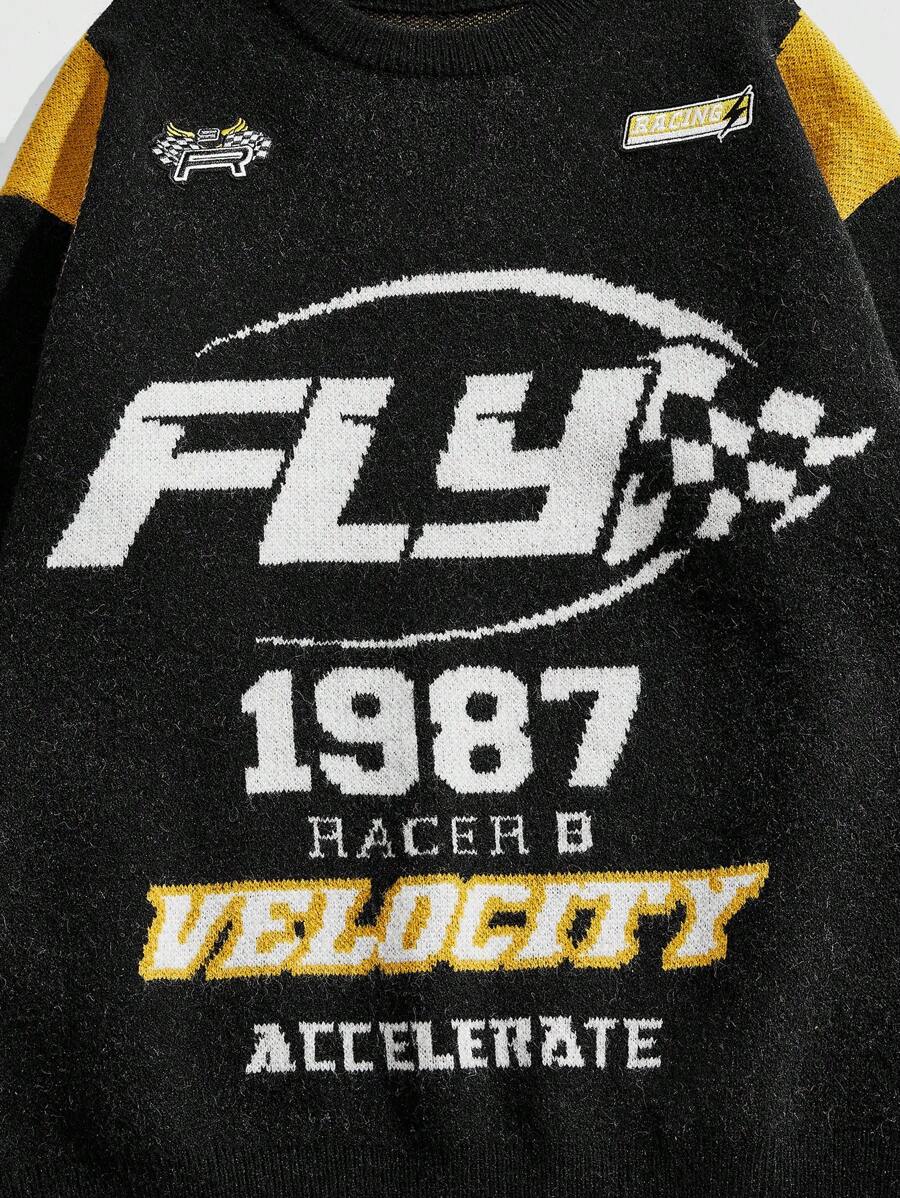 R
RACING
FLY
1987
RACER B
VELOCITY
ACCELERATE